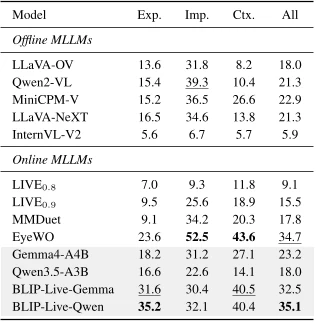 Model Exp. Imp. Ctx. All
Offline MLLMs
LLaVA-OV 13.6 31.8 8.2 18.0
Qwen2-VL 15.4 39.3 10.4 21.3
MiniCPM-V 15.2 36.5 26.6 22.9
LLaVA-NeXT 16.5 34.6 13.8 21.3
InternVL-V2 5.6 6.7 5.7 5.9
Online MLLMs
LIVE0.8 7.0 9.3 11.8 9.1
LIVE0.9 9.5 25.6 18.9 15.5
MMDuet 9.1 34.2 20.3 17.8
EyeWO 23.6 52.5 43.6 34.7
Gemma4-A4B 18.2 31.2 27.1 23.2
Qwen3.5-A3B 16.6 22.6 14.1 18.0
BLIP-Live-Gemma 31.6 30.4 40.5 32.5
BLIP-Live-Qwen 35.2 32.1 40.4 35.1